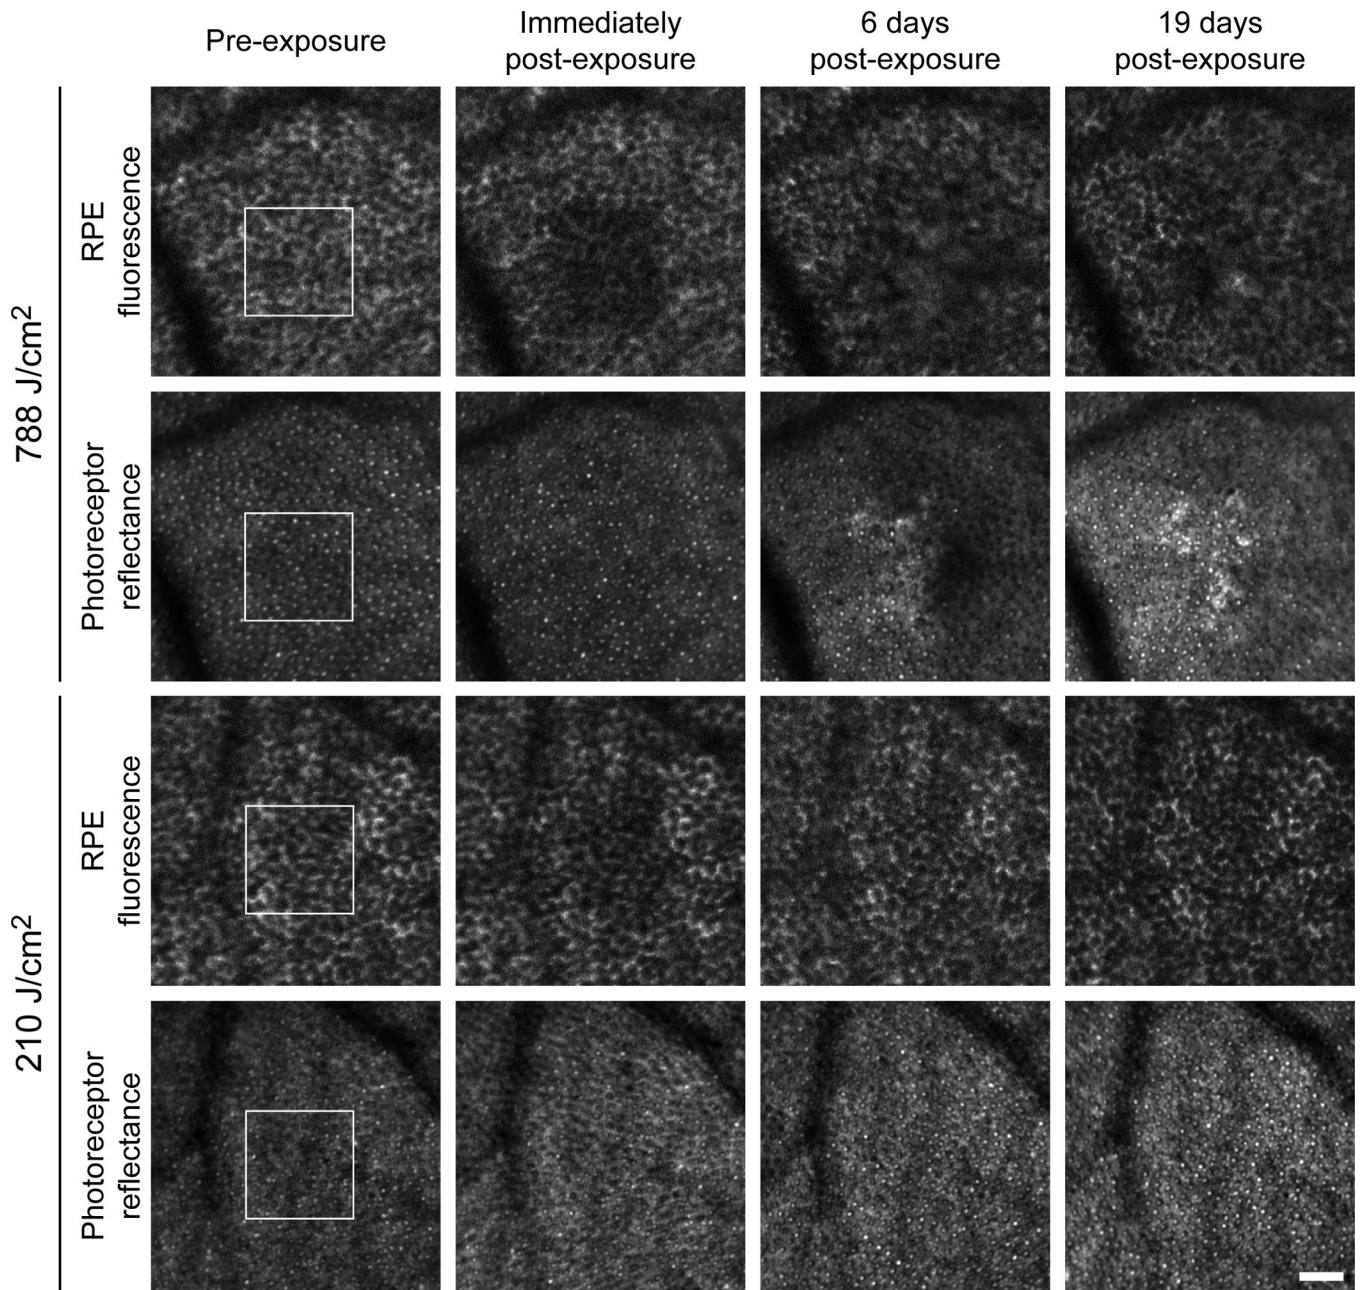 Pre-exposure
Immediately
post-exposure
6 days
post-exposure
19 days
post-exposure
788 J/cm²
RPE
fluorescence
Photoreceptor
reflectance
210 J/cm²
RPE
fluorescence
Photoreceptor
reflectance